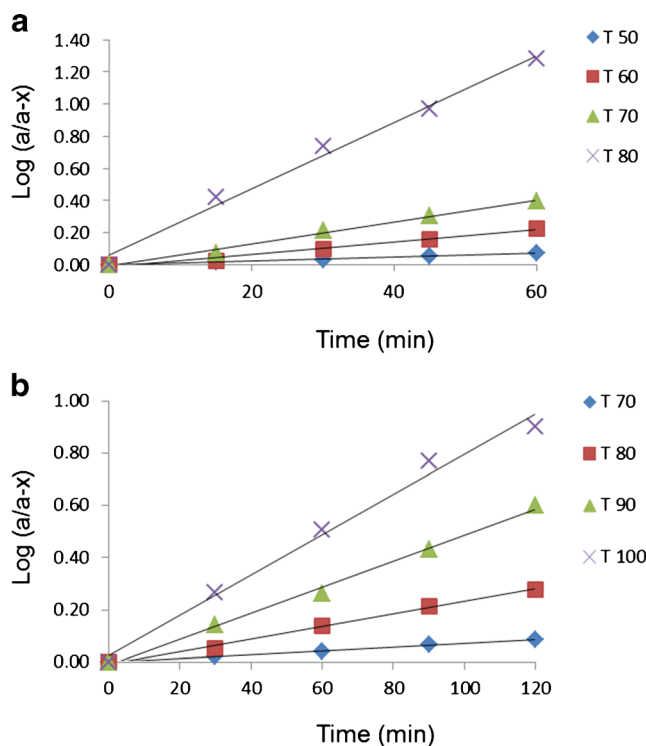 a
1.40
1.20
1.00
0.80
0.60
0.40
0.20
0.00
Log (a/a-x)
0 20 40 60
Time (min)
T 50
T 60
T 70
T 80
b
1.00
0.80
0.60
0.40
0.20
0.00
Log (a/a-x)
0 20 40 60 80 100 120
Time (min)
T 70
T 80
T 90
T 100